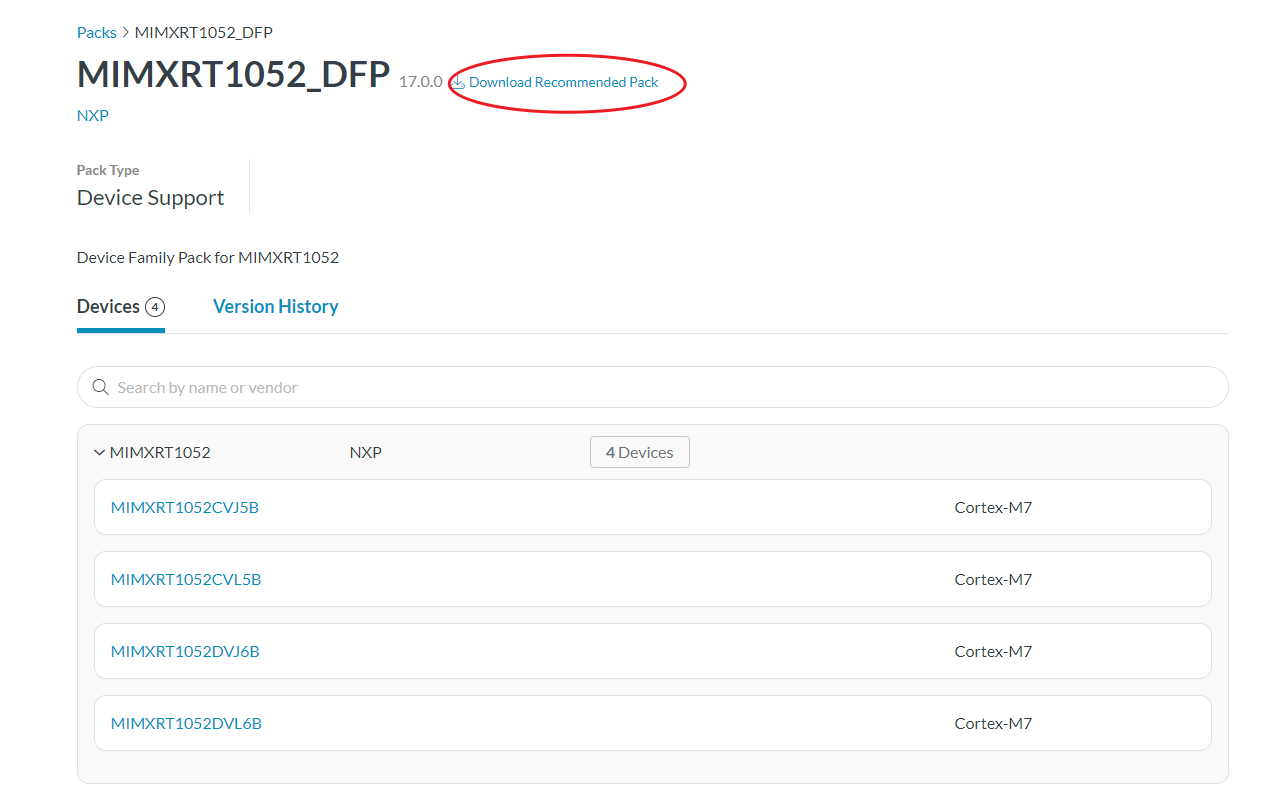 Packs > MIMXRT1052_DFP
MIMXRT1052_DFP 17.0.0 Download Recommended Pack
NXP
Pack Type
Device Support
Device Family Pack for MIMXRT1052
Devices 4 Version History
Search by name or vendor
MIMXRT1052 NXP 4 Devices
MIMXRT1052CVJ5B Cortex-M7
MIMXRT1052CVL5B Cortex-M7
MIMXRT1052DVJ6B Cortex-M7
MIMXRT1052DVL6B Cortex-M7